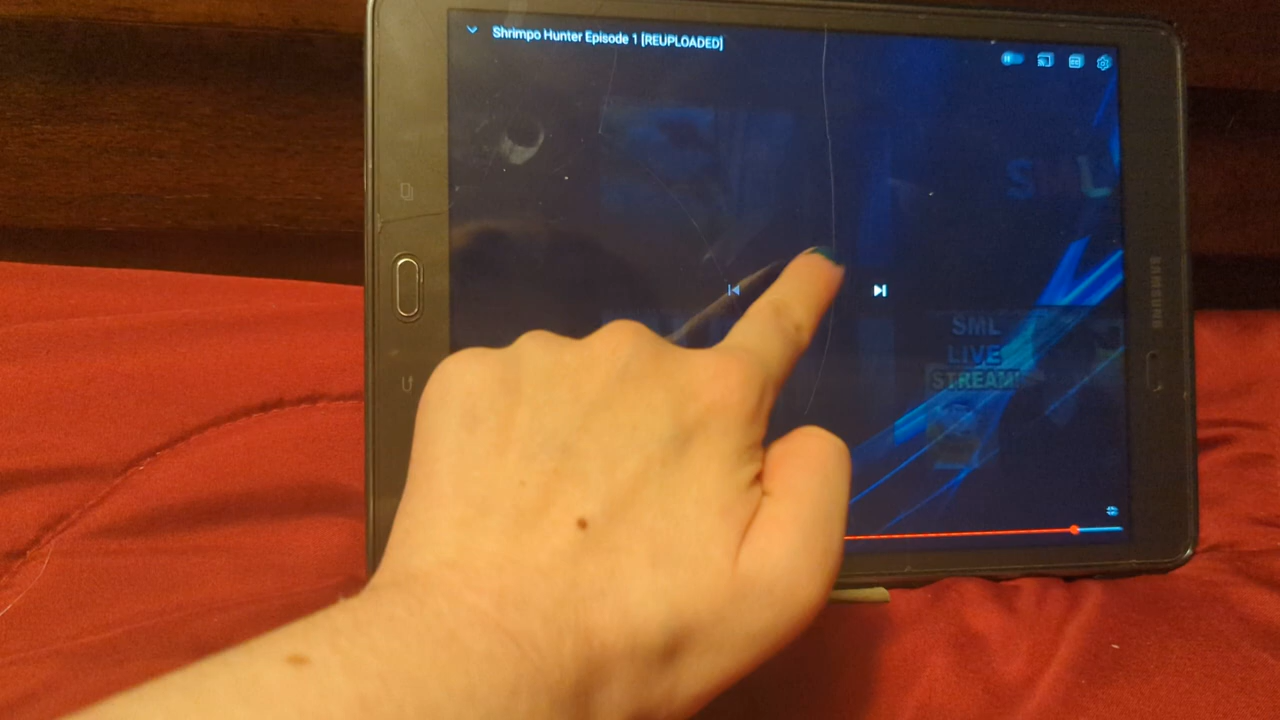 Shrimpo Hunter Episode 1 [REUPLOADED]
SML
SML
LIVE
STREAM!
SAMSUNG